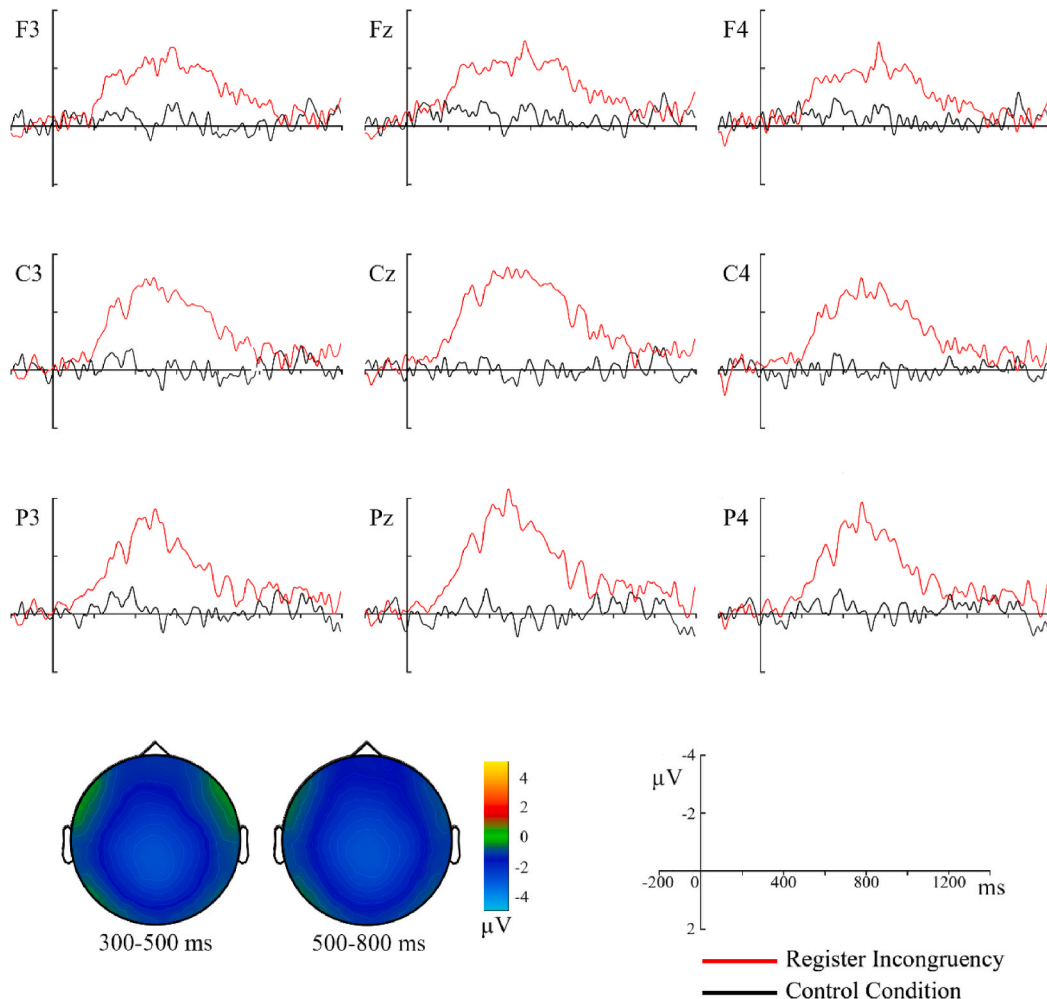 F3 Fz F4
C3 Cz C4
P3 Pz P4
4
2
0
-2
-4
µV
300-500 ms 500-800 ms
-4
µV
-2
-200 0 400 800 1200 ms
2
Register Incongruency
Control Condition